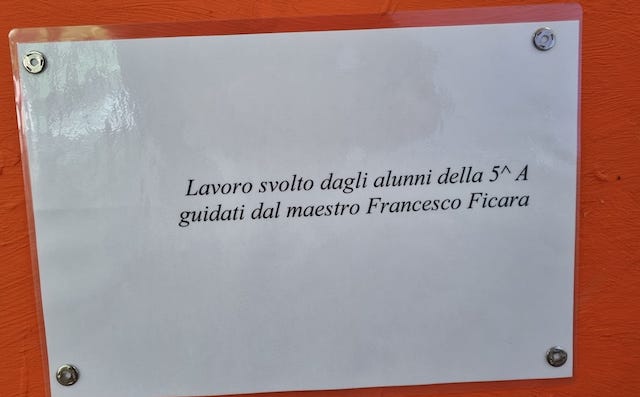 Lavoro svolto dagli alunni della 5^ A
guidati dal maestro Francesco Ficara